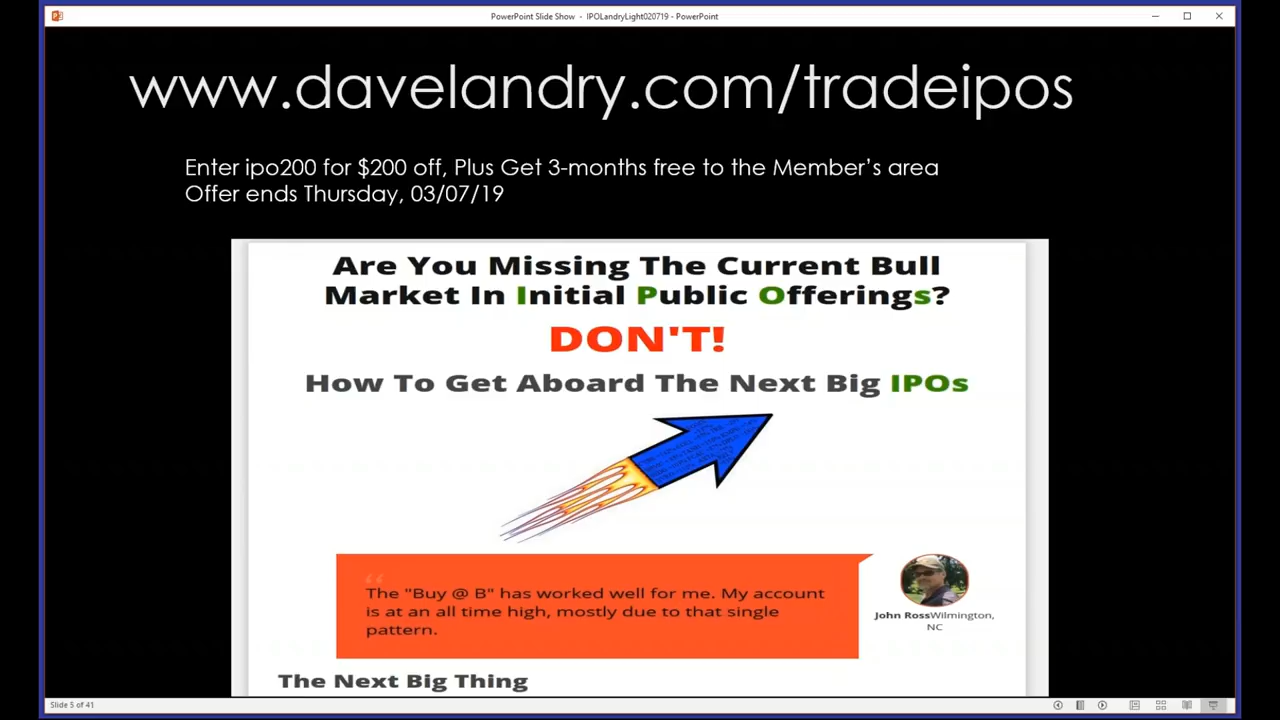 PowerPoint Slide Show - IPOLandryLight020719 - PowerPoint
www.davelandry.com/tradeipos
Enter ipo200 for $200 off, Plus Get 3-months free to the Member’s area
Offer ends Thursday, 03/07/19
Are You Missing The Current Bull
Market In Initial Public Offerings?
DON'T!
How To Get Aboard The Next Big IPOs
“
The "Buy @ B" has worked well for me. My account
is at an all time high, mostly due to that single
pattern.
John RossWilmington,
NC
The Next Big Thing
Slide 5 of 41